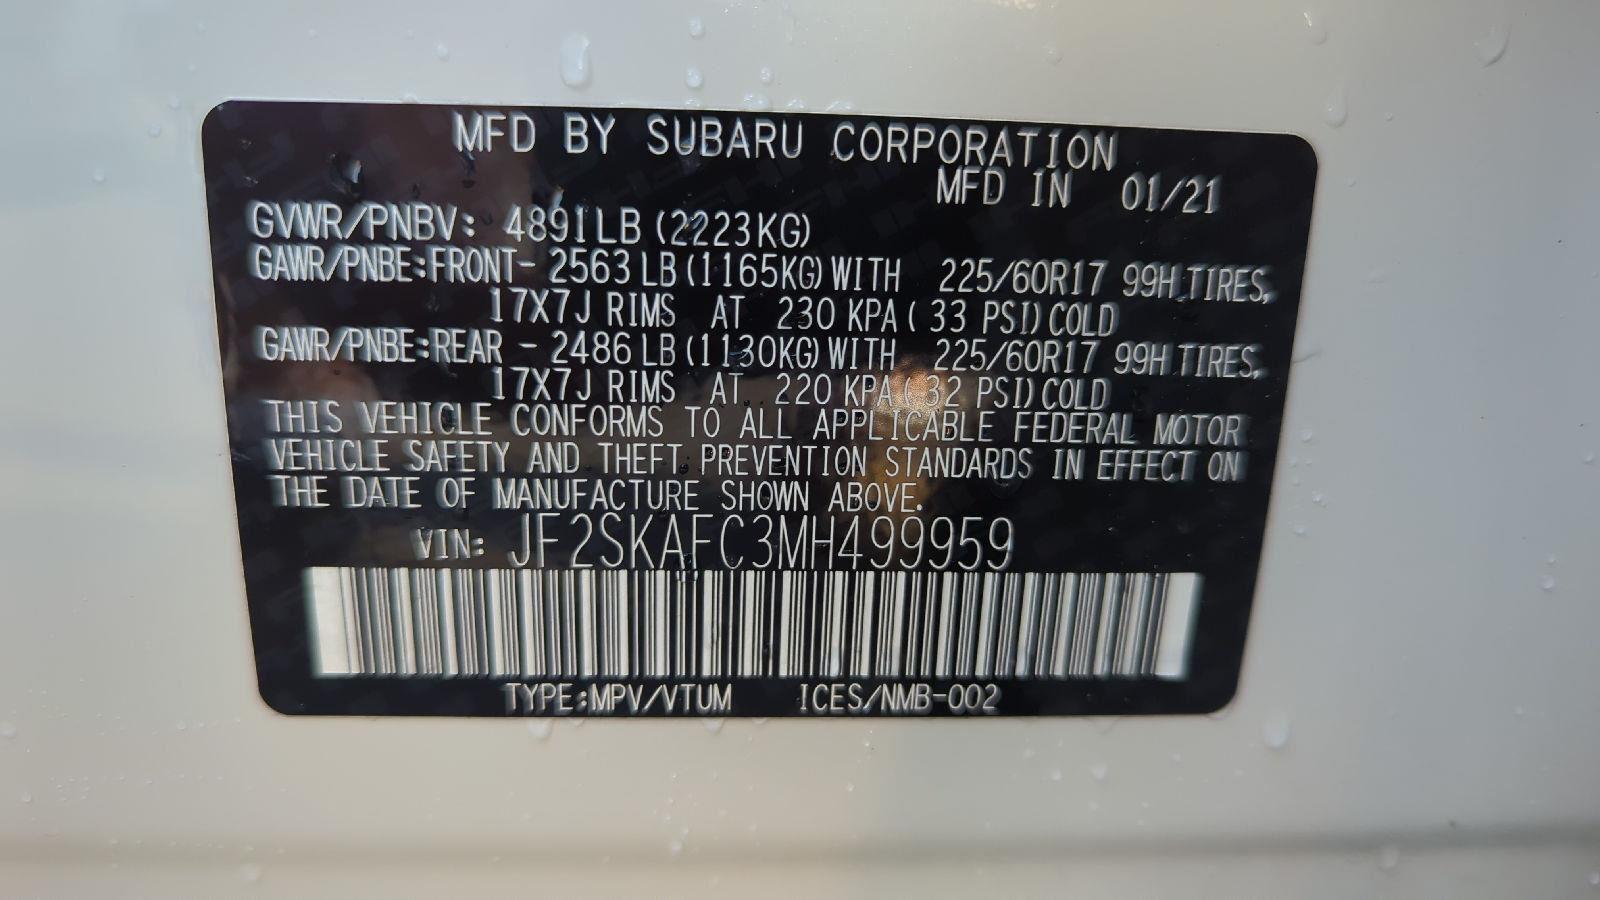 MFD BY SUBARU CORPORATION
MFD IN 01/21
GVWR/PNBV: 4891LB (2223KG)
GAWR/PNBE:FRONT- 2563LB (1165KG) WITH 225/60R17 99H TIRES,
17X7J RIMS AT 230 KPA( 33 PSI) COLD
GAWR/PNBE:REAR - 2486LB (1130KG) WITH 225/60R17 99H TIRES,
17X7J RIMS AT 220 KPA( 32 PSI) COLD
THIS VEHICLE CONFORMS TO ALL APPLICABLE FEDERAL MOTOR
VEHICLE SAFETY AND THEFT PREVENTION STANDARDS IN EFFECT ON
THE DATE OF MANUFACTURE SHOWN ABOVE.
VIN: JF2SKAFC3MH499959
TYPE:MPV/VTUM ICES/NMB-002